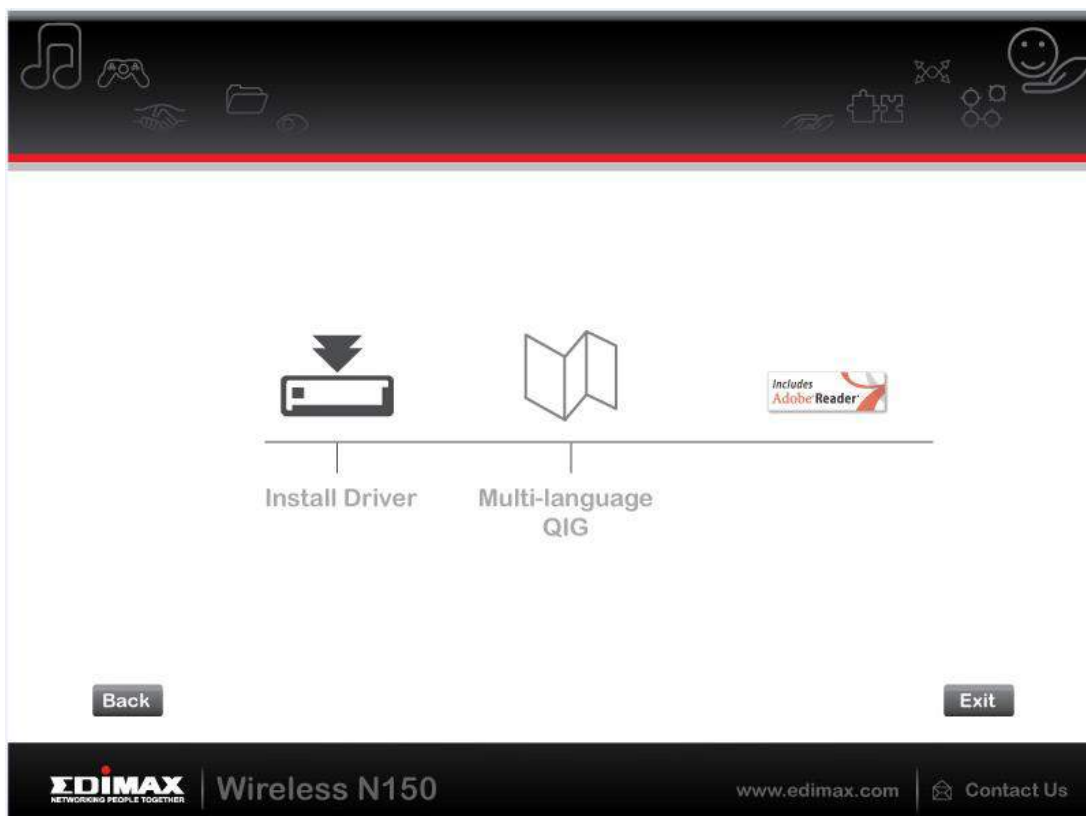 Includes
Adobe Reader
Install Driver
Multi-language
QIG
Back
Exit
EDIMAX
NETWORKING PEOPLE TOGETHER
Wireless N150
www.edimax.com
Contact Us